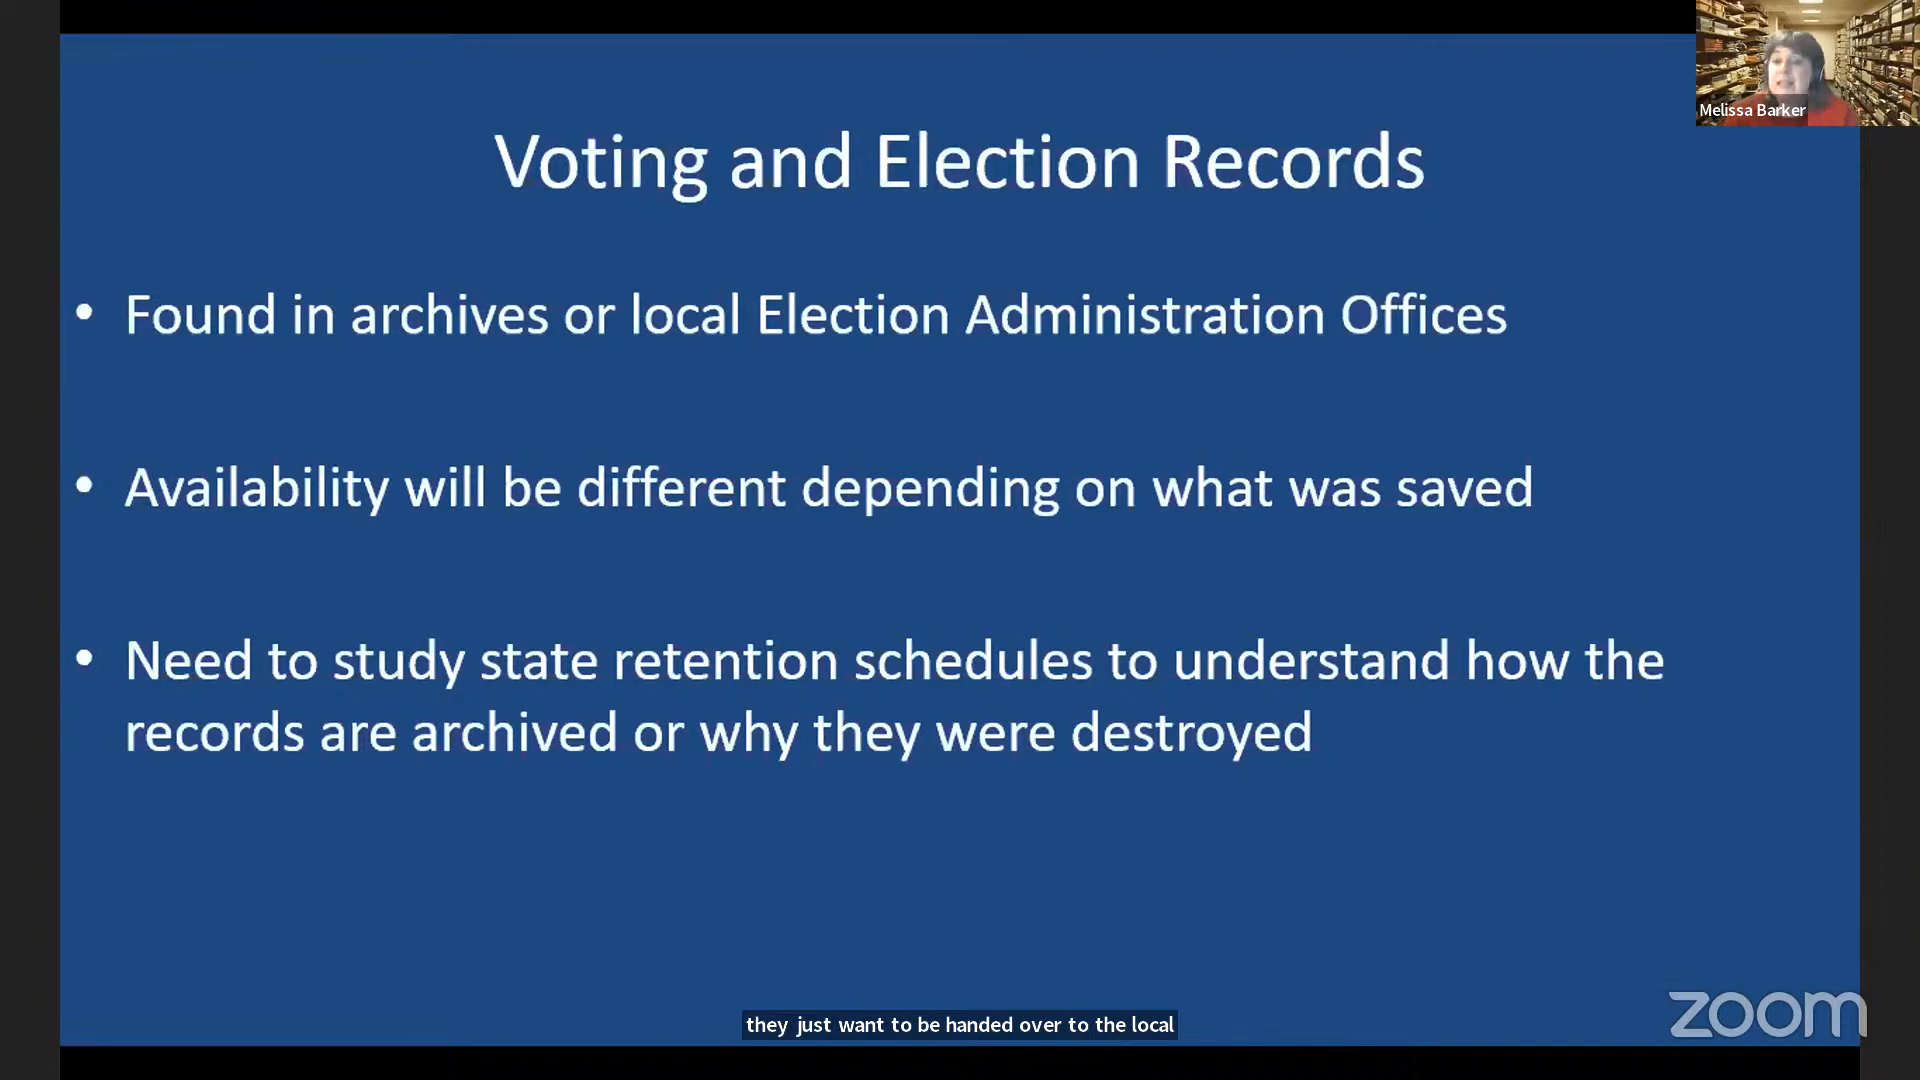 Melissa Barker
Voting and Election Records
• Found in archives or local Election Administration Offices
• Availability will be different depending on what was saved
• Need to study state retention schedules to understand how the
records are archived or why they were destroyed
they just want to be handed over to the local
zoom